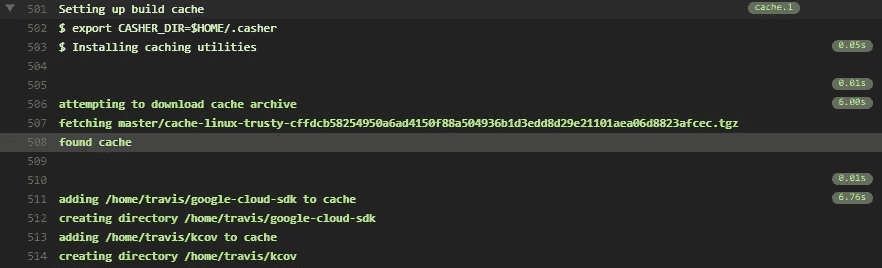 501 Setting up build cache cache.1
502 $ export CASHER_DIR=$HOME/.casher
503 $ Installing caching utilities 0.05s
504
505 0.01s
506 attempting to download cache archive 6.00s
507 fetching master/cache-linux-trusty-cffdcb58254950a6ad4150f88a504936b1d3edd8d29e21101aea06d8823afcec.tgz
508 found cache
509
510 0.01s
511 adding /home/travis/google-cloud-sdk to cache 6.76s
512 creating directory /home/travis/google-cloud-sdk
513 adding /home/travis/kcov to cache
514 creating directory /home/travis/kcov